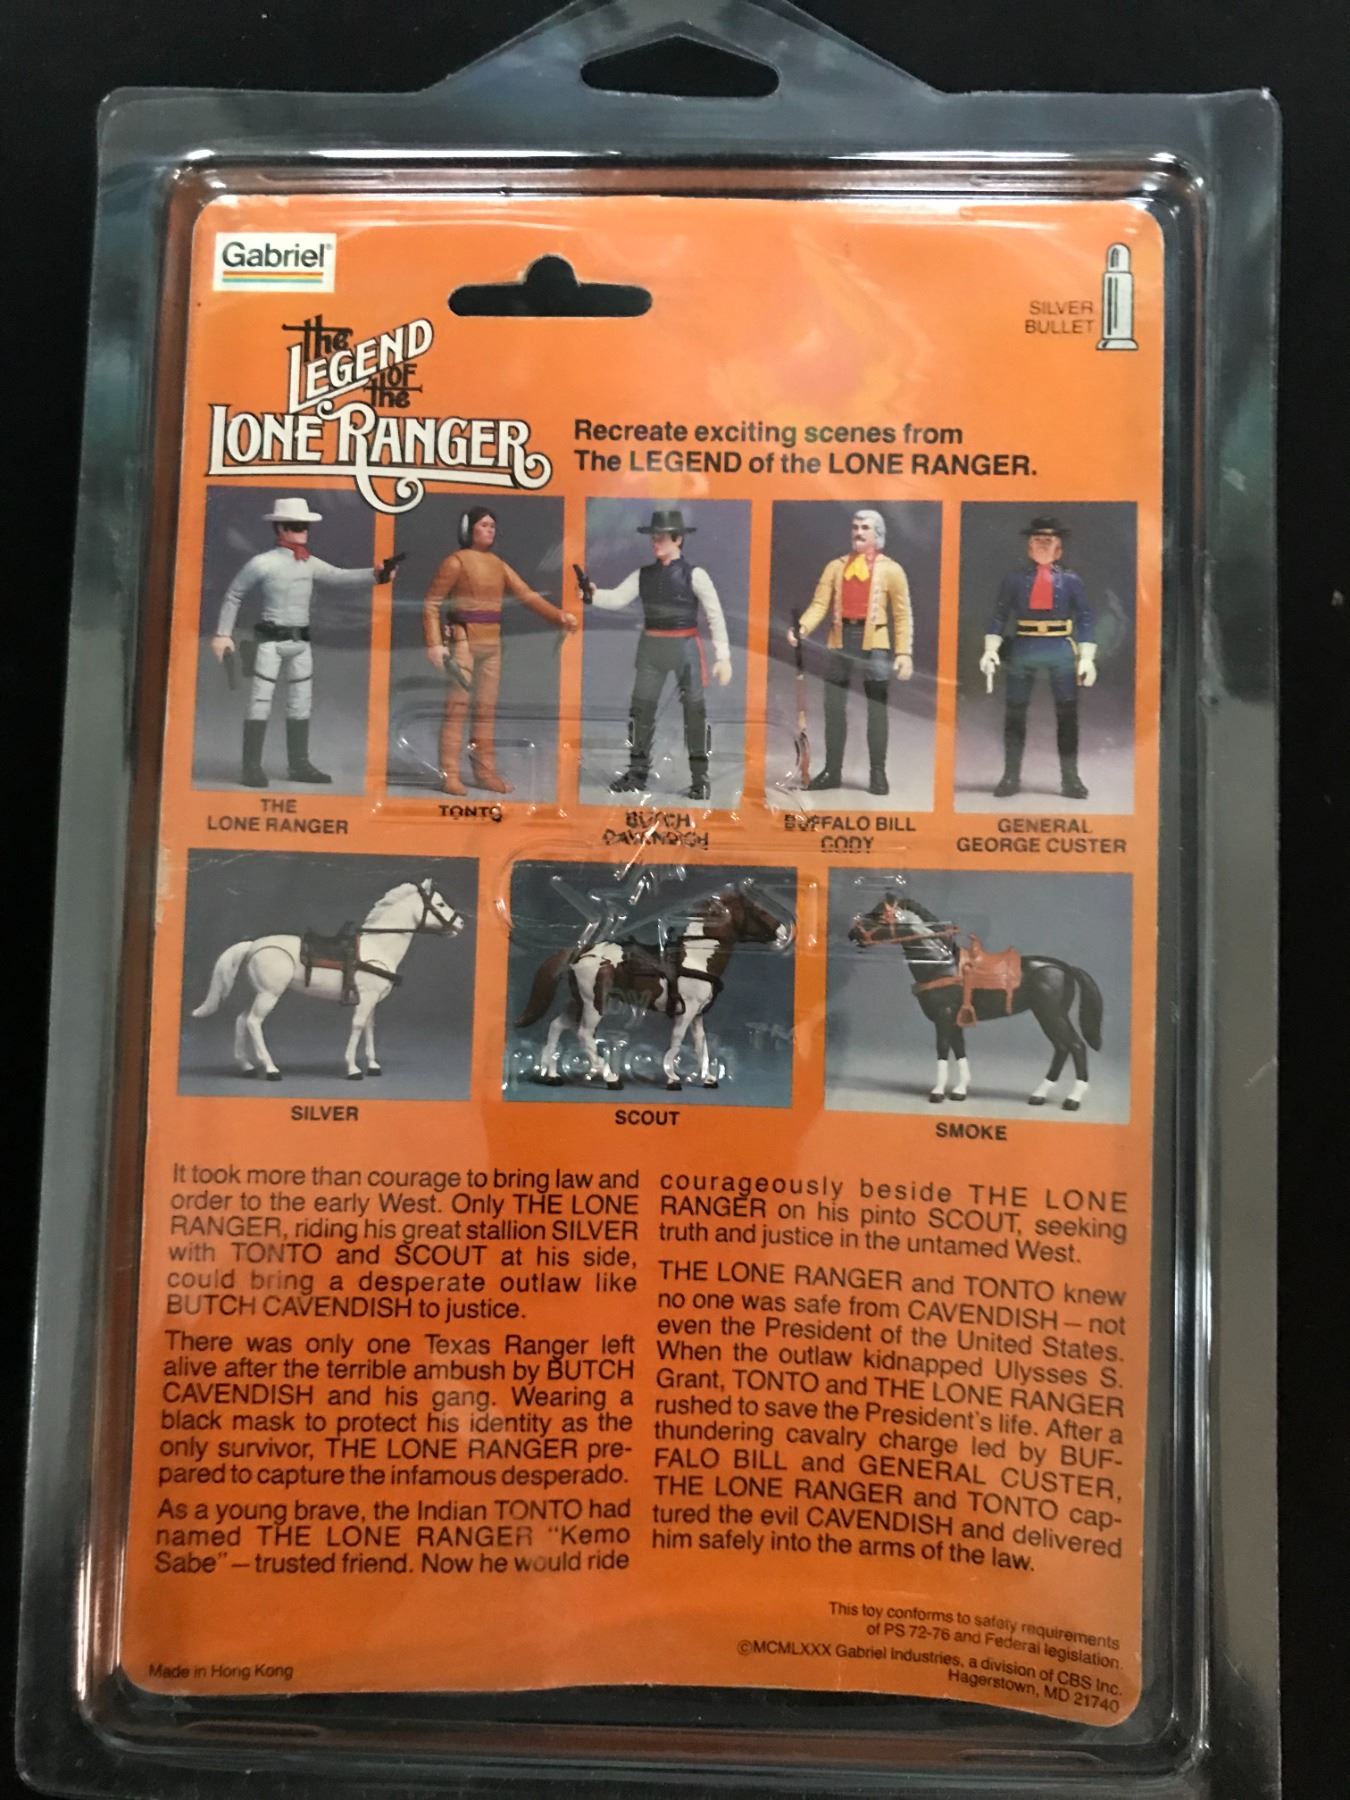 Gabriel®
SILVER
BULLET
the
LEGEND
OF
the
LONE RANGER
Recreate exciting scenes from
The LEGEND of the LONE RANGER.
THE
LONE RANGER
TONTO
BUTCH
CAVENDISH
BUFFALO BILL
CODY
GENERAL
GEORGE CUSTER
SILVER
SCOUT
SMOKE
It took more than courage to bring law and
order to the early West. Only THE LONE
RANGER, riding his great stallion SILVER
with TONTO and SCOUT at his side,
could bring a desperate outlaw like
BUTCH CAVENDISH to justice.
There was only one Texas Ranger left
alive after the terrible ambush by BUTCH
CAVENDISH and his gang. Wearing a
black mask to protect his identity as the
only survivor, THE LONE RANGER pre-
pared to capture the infamous desperado.
As a young brave, the Indian TONTO had
named THE LONE RANGER "Kemo
Sabe" — trusted friend. Now he would ride
courageously beside THE LONE
RANGER on his pinto SCOUT, seeking
truth and justice in the untamed West.
THE LONE RANGER and TONTO knew
no one was safe from CAVENDISH — not
even the President of the United States.
When the outlaw kidnapped Ulysses S.
Grant, TONTO and THE LONE RANGER
rushed to save the President's life. After a
thundering cavalry charge led by BUF-
FALO BILL and GENERAL CUSTER,
THE LONE RANGER and TONTO cap-
tured the evil CAVENDISH and delivered
him safely into the arms of the law.
This toy conforms to safety requirements
of PS 72-76 and Federal legislation.
©MCMLXXX Gabriel Industries, a division of CBS Inc.
Hagerstown, MD 21740
Made in Hong Kong